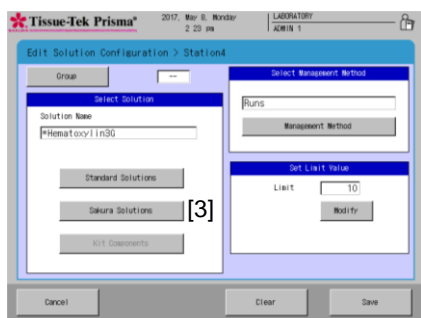 Tissue-Tek Prisma®
2017, May 8, Monday
2 23 pm
LABORATORY
ADMIN 1
Edit Solution Configuration > Station4
Group
--
Select Solution
Solution Name
*Hematoxylin3G
Standard Solutions
Sakura Solutions
[3]
Kit Components
Select Management Method
Runs
Management Method
Set Limit Value
Limit
10
Modify
Cancel
Clear
Save